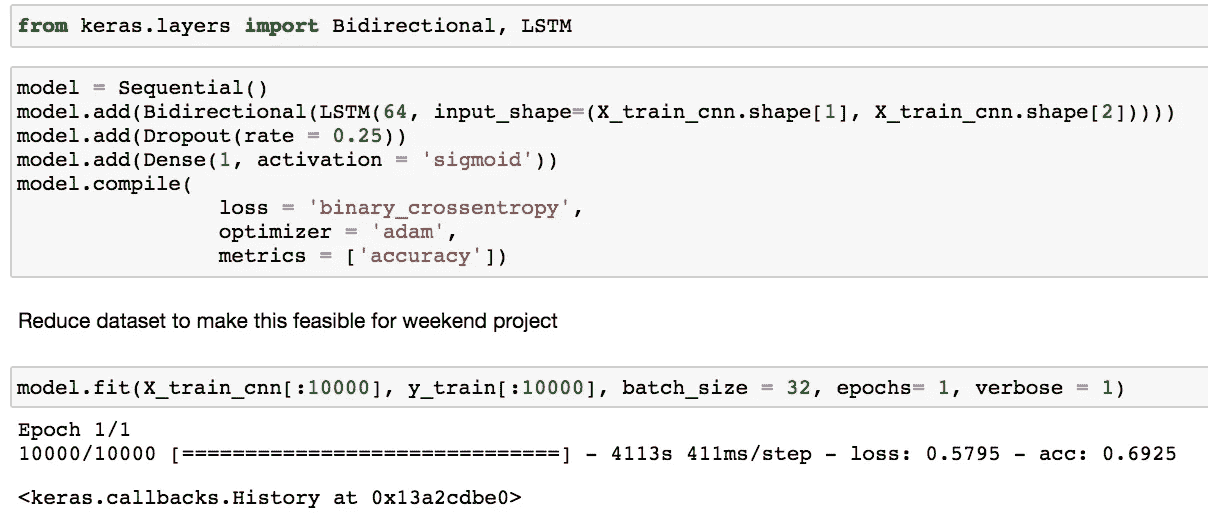 from keras.layers import Bidirectional, LSTM
model = Sequential()
model.add(Bidirectional(LSTM(64, input_shape=(X_train_cnn.shape[1], X_train_cnn.shape[2]))))
model.add(Dropout(rate = 0.25))
model.add(Dense(1, activation = 'sigmoid'))
model.compile(
                loss = 'binary_crossentropy',
                optimizer = 'adam',
                metrics = ['accuracy'])
Reduce dataset to make this feasible for weekend project
model.fit(X_train_cnn[:10000], y_train[:10000], batch_size = 32, epochs= 1, verbose = 1)
Epoch 1/1
10000/10000 [==============================] - 4113s 411ms/step - loss: 0.5795 - acc: 0.6925
<keras.callbacks.History at 0x13a2cdbe0>